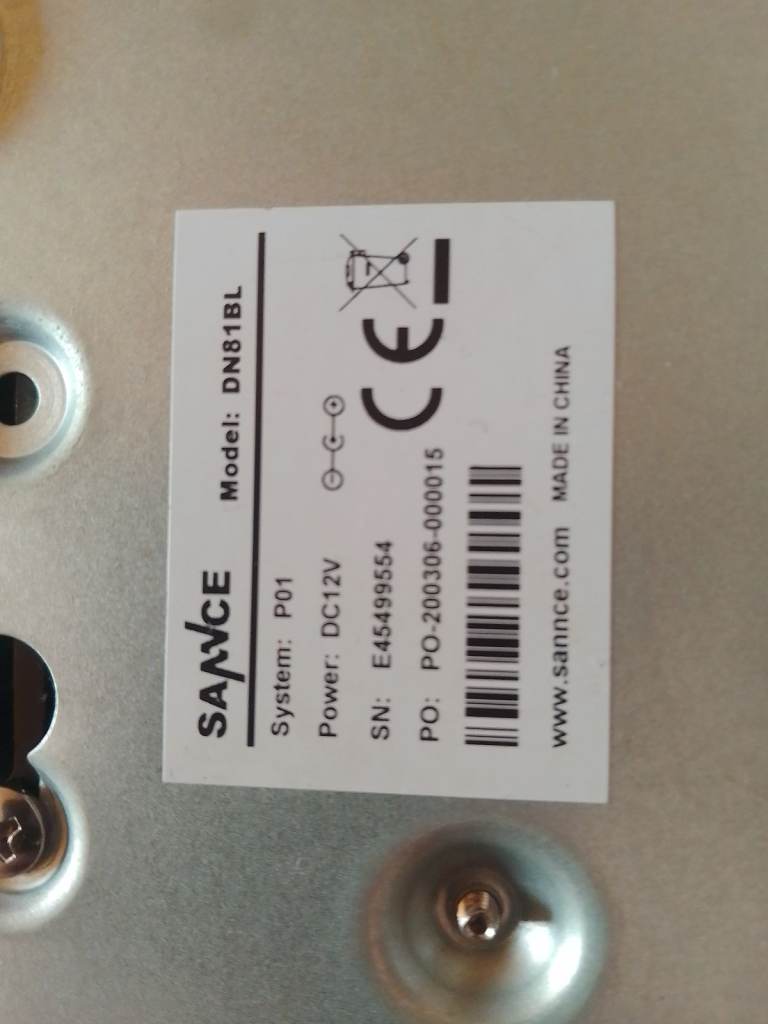 SANNCE Model: DN81BL
System: P01
Power: DC12V
SN: E45499554
PO: PO-200306-000015
www.sannce.com MADE IN CHINA